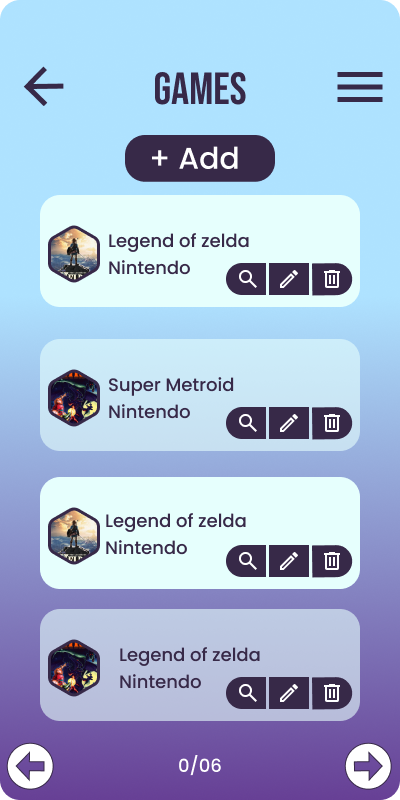 GAMES
+ Add
Legend of zelda
Nintendo
Super Metroid
Nintendo
Legend of zelda
Nintendo
Legend of zelda
Nintendo
0/06